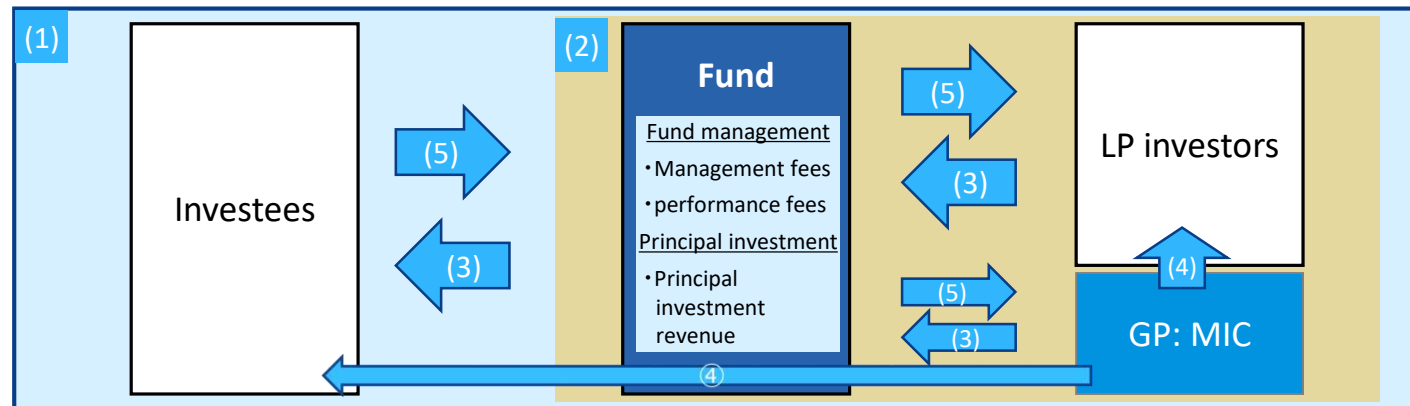 (1)
Investees
(5)
(3)
(2)
Fund
Fund management
・Management fees
・performance fees
Principal investment
・Principal
investment
revenue
(5)
(3)
(5)
(3)
LP investors
(4)
GP: MIC
④